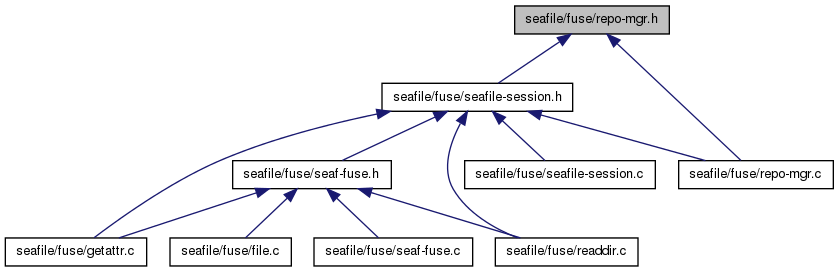 seafile/fuse/repo-mgr.h
seafile/fuse/seafile-session.h
seafile/fuse/seaf-fuse.h
seafile/fuse/seafile-session.c
seafile/fuse/repo-mgr.c
seafile/fuse/getattr.c
seafile/fuse/file.c
seafile/fuse/seaf-fuse.c
seafile/fuse/readdir.c